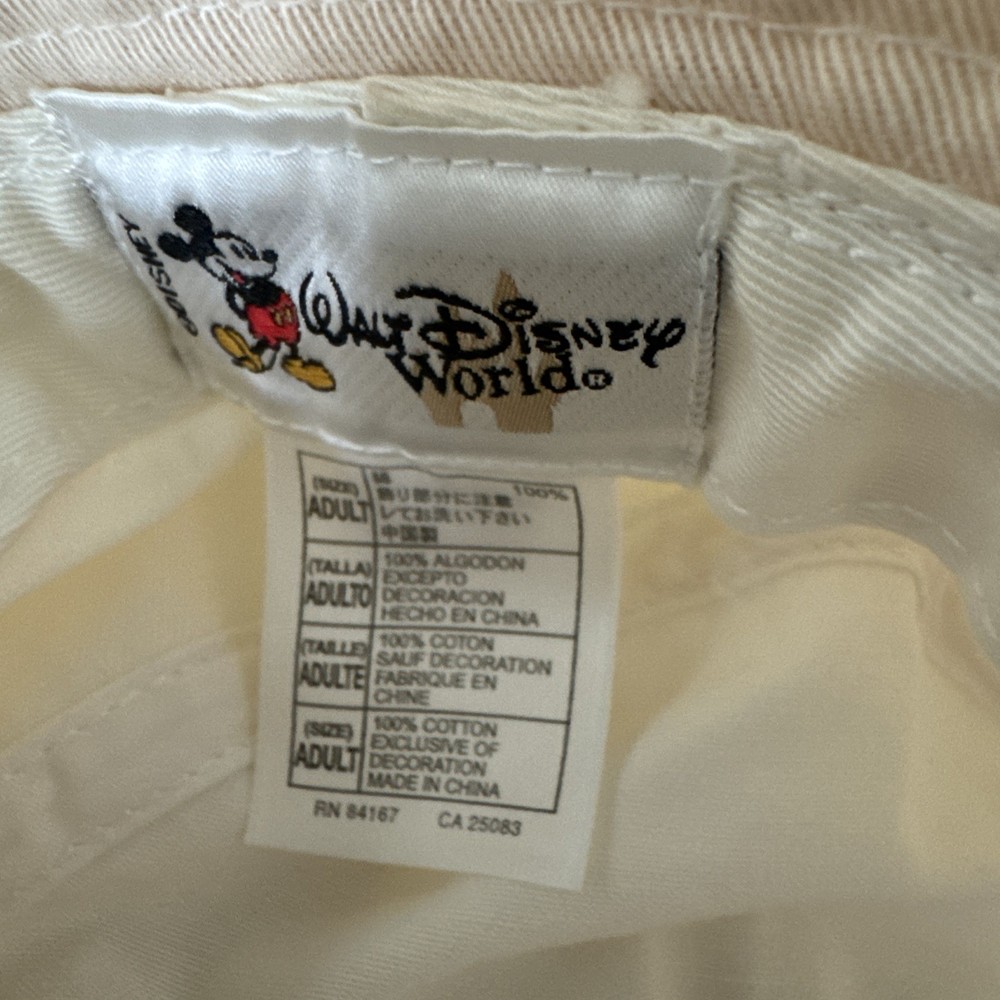 ©DISNEY
WALT DISNEY
World®
(SIZE)
ADULT
綿 100%
飾り部分に注意
してお洗い下さい
中国製
(TALLA)
ADULTO
100% ALGODON
EXCEPTO
DECORACION
HECHO EN CHINA
(TAILLE)
ADULTE
100% COTON
SAUF DECORATION
FABRIQUE EN
CHINE
(SIZE)
ADULT
100% COTTON
EXCLUSIVE OF
DECORATION
MADE IN CHINA
RN 84167 CA 25083